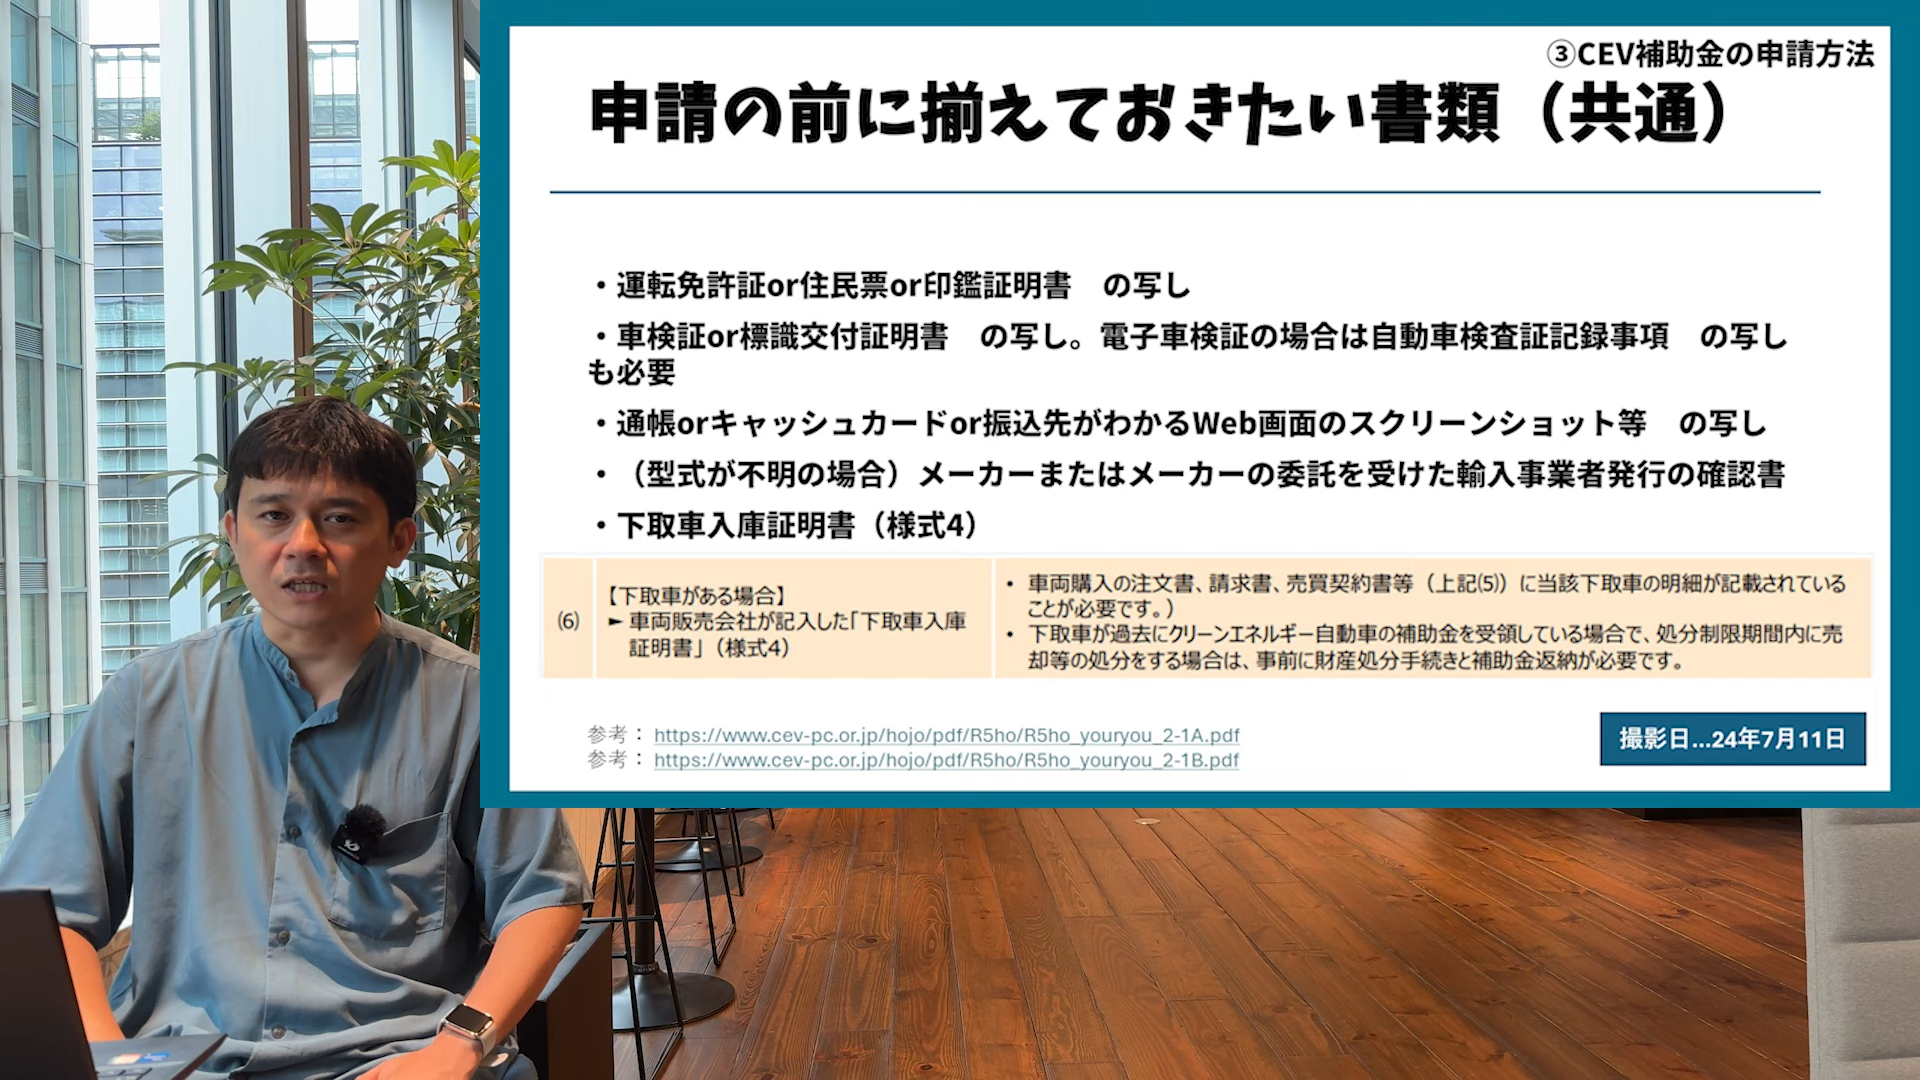 ③CEV補助金の申請方法
申請の前に揃えておきたい書類（共通）
・運転免許証or住民票or印鑑証明書　の写し
・車検証or標識交付証明書　の写し。電子車検証の場合は自動車検査証記録事項　の写し
も必要
・通帳orキャッシュカードor振込先がわかるWeb画面のスクリーンショット等　の写し
・（型式が不明の場合）メーカーまたはメーカーの委託を受けた輸入事業者発行の確認書
・下取車入庫証明書（様式4）
(6)
【下取車がある場合】
► 車両販売会社が記入した「下取車入庫
証明書」（様式4）
• 車両購入の注文書、請求書、売買契約書等（上記(5)）に当該下取車の明細が記載されている
ことが必要です。）
• 下取車が過去にクリーンエネルギー自動車の補助金を受領している場合で、処分制限期間内に売
却等の処分をする場合は、事前に財産処分手続きと補助金返納が必要です。
参考： https://www.cev-pc.or.jp/hojo/pdf/R5ho/R5ho_youryou_2-1A.pdf
参考： https://www.cev-pc.or.jp/hojo/pdf/R5ho/R5ho_youryou_2-1B.pdf
撮影日…24年7月11日